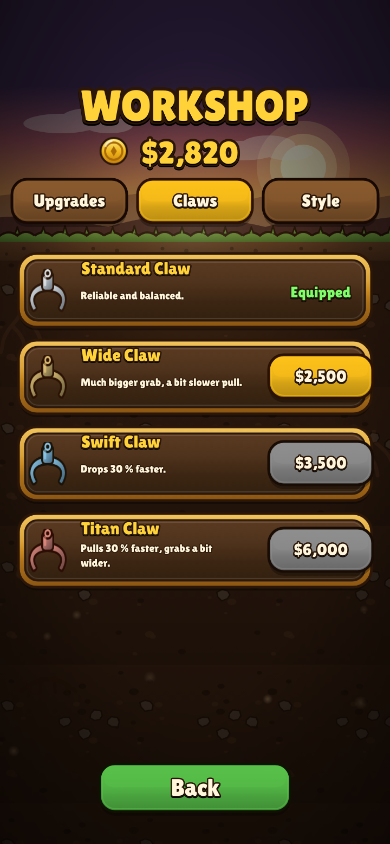 WORKSHOP
$2,820
Upgrades
Claws
Style
Standard Claw
Reliable and balanced.
Equipped
Wide Claw
Much bigger grab, a bit slower pull.
$2,500
Swift Claw
Drops 30 % faster.
$3,500
Titan Claw
Pulls 30 % faster, grabs a bit
wider.
$6,000
Back